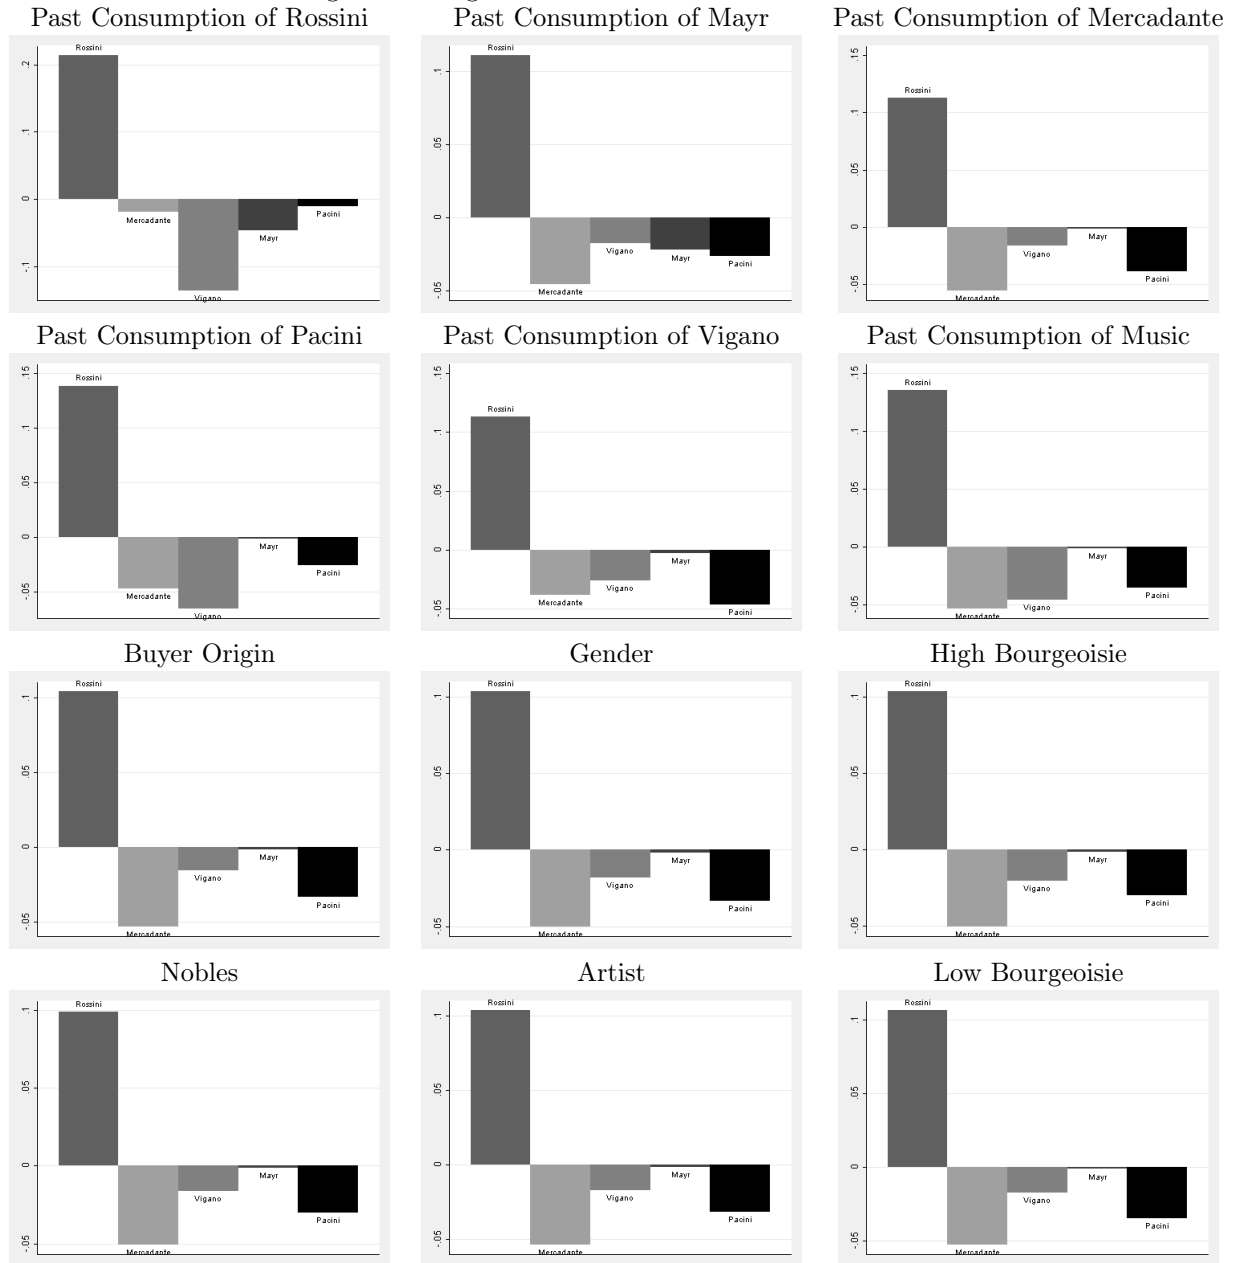 Past Consumption of Rossini
.2
.1
0
-.1
Rossini
Mercadante
Vigano
Mayr
Pacini
Past Consumption of Mayr
.1
.05
0
-.05
Rossini
Mercadante
Vigano
Mayr
Pacini
Past Consumption of Mercadante
.15
.1
.05
0
-.05
Rossini
Mercadante
Vigano
Mayr
Pacini
Past Consumption of Pacini
.15
.1
.05
0
-.05
Rossini
Mercadante
Vigano
Mayr
Pacini
Past Consumption of Vigano
.15
.1
.05
0
-.05
Rossini
Mercadante
Vigano
Mayr
Pacini
Past Consumption of Music
.15
.1
.05
0
-.05
Rossini
Mercadante
Vigano
Mayr
Pacini
Buyer Origin
.1
.05
0
-.05
Rossini
Mercadante
Vigano
Mayr
Pacini
Gender
.1
.05
0
-.05
Rossini
Mercadante
Vigano
Mayr
Pacini
High Bourgeoisie
.1
.05
0
-.05
Rossini
Mercadante
Vigano
Mayr
Pacini
Nobles
.1
.05
0
-.05
Rossini
Mercadante
Vigano
Mayr
Pacini
Artist
.1
.05
0
-.05
Rossini
Mercadante
Vigano
Mayr
Pacini
Low Bourgeoisie
.1
.05
0
-.05
Rossini
Mercadante
Vigano
Mayr
Pacini